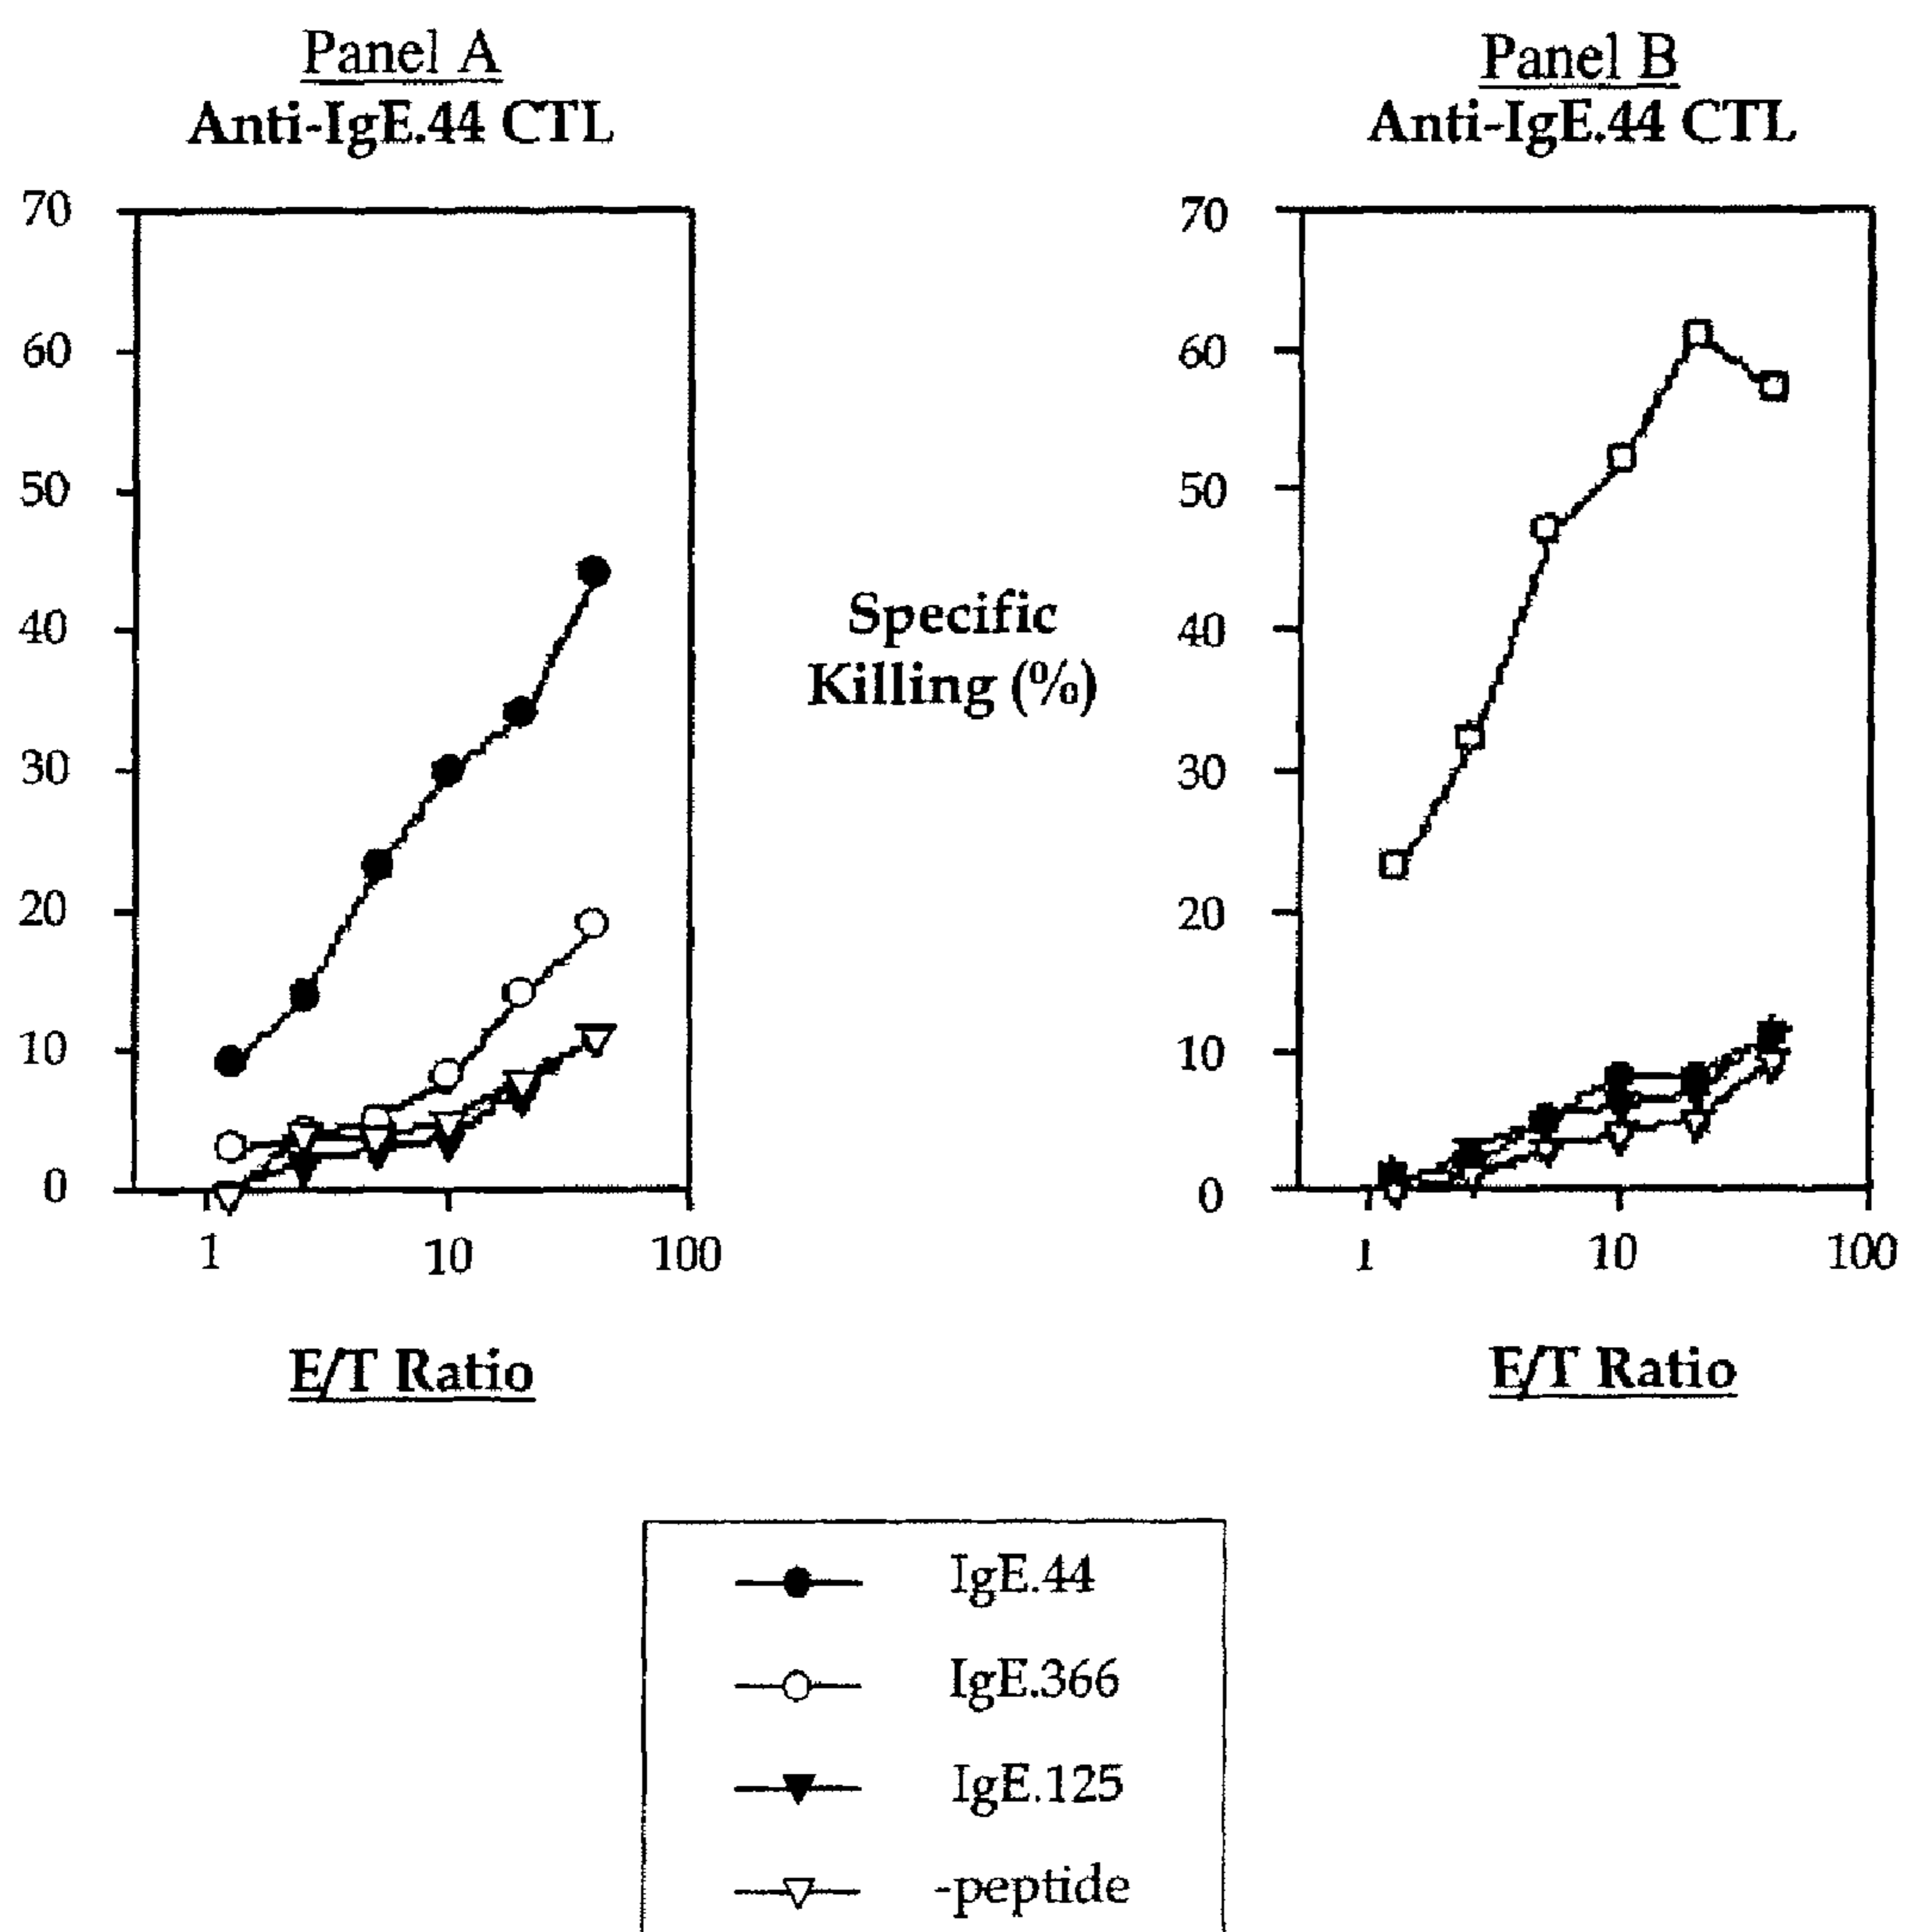 Panel A
Anti-IgE.44 CTL
70
60
50
40
30
20
10
0
1
10
100
E/T Ratio
Specific
Killing (%)
Panel B
Anti-IgE.44 CTL
70
60
50
40
30
20
10
0
1
10
100
E/T Ratio
IgE.44
IgE.366
IgE.125
-peptide